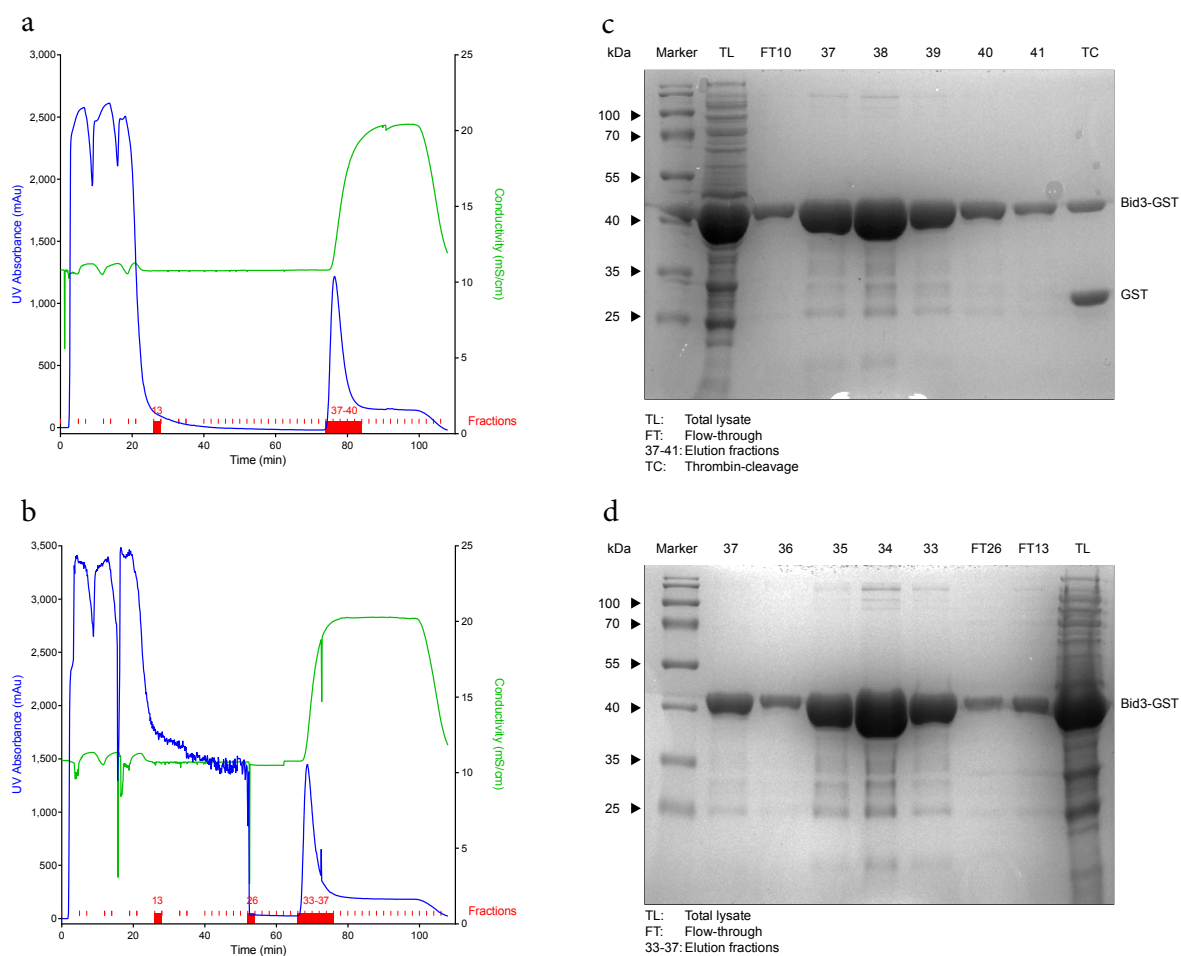 a
3,000
2,500
2,000
1,500
1,000
500
0
UV Absorbance (mAu)
25
20
15
10
5
0
Conductivity (mS/cm)
13
37-40
Fractions
0 20 40 60 80 100
Time (min)
b
3,500
3,000
2,500
2,000
1,500
1,000
500
0
UV Absorbance (mAu)
25
20
15
10
5
0
Conductivity (mS/cm)
13 26 33-37
Fractions
0 20 40 60 80 100
Time (min)
c
kDa Marker TL FT10 37 38 39 40 41 TC
100
70
55
40
35
25
Bid3-GST
GST
TL: Total lysate
FT: Flow-through
37-41: Elution fractions
TC: Thrombin-cleavage
d
kDa Marker 37 36 35 34 33 FT26 FT13 TL
100
70
55
40
35
25
Bid3-GST
TL: Total lysate
FT: Flow-through
33-37: Elution fractions